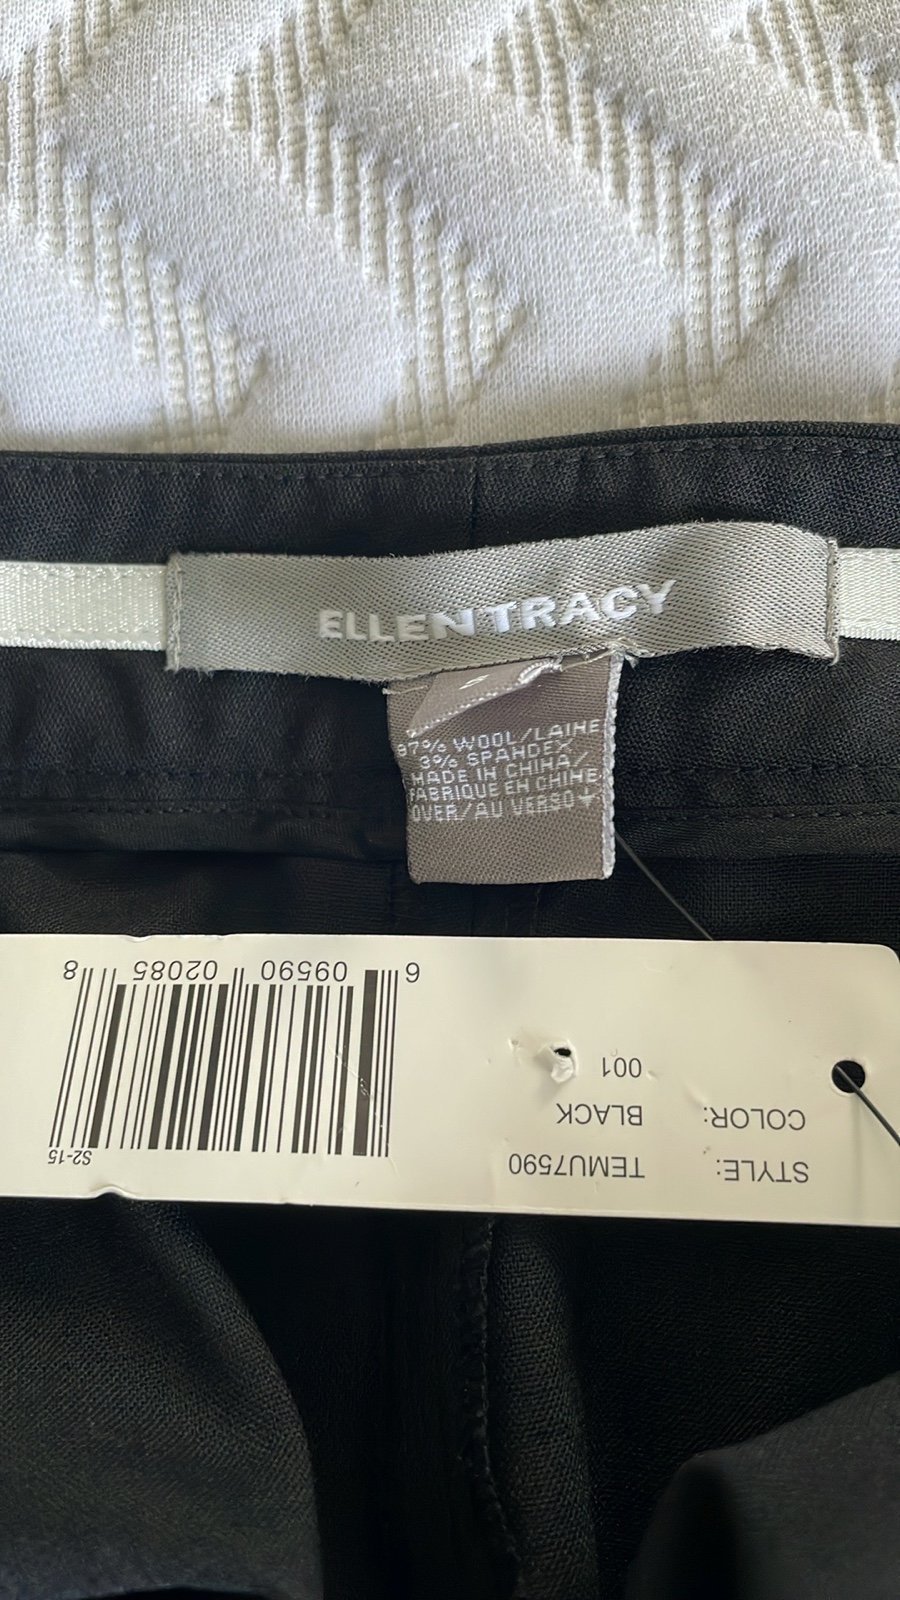 ELLEN TRACY
97% WOOL/LAINE
3% SPANDEX
MADE IN CHINA/
FABRIQUE EN CHINE
OVER/AU VERSO
STYLE: TEMU7590
COLOR: BLACK
001
6 09590 02085 8
S2-15